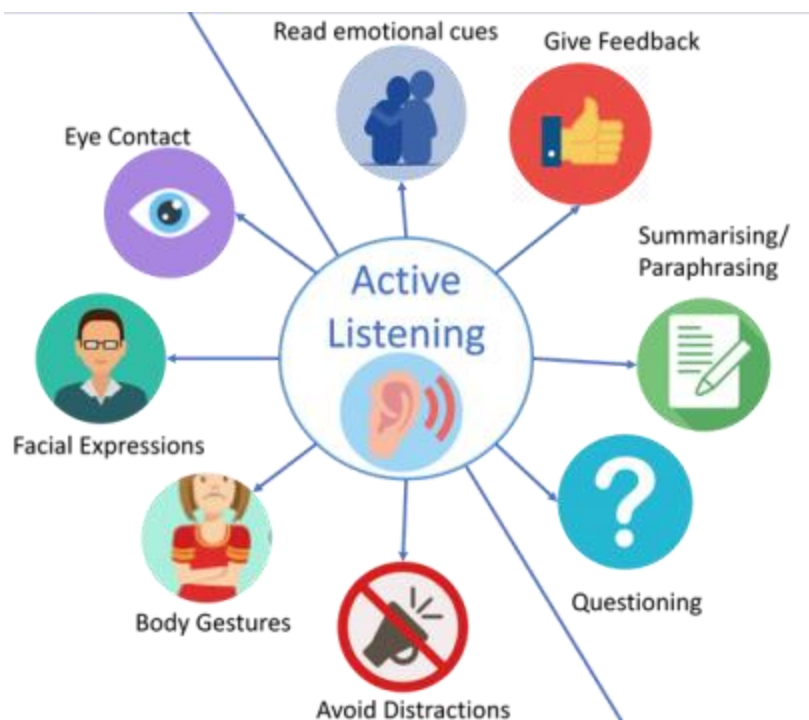 Read emotional cues
Give Feedback
Eye Contact
Summarising/
Paraphrasing
Active
Listening
Facial Expressions
Body Gestures
Questioning
Avoid Distractions